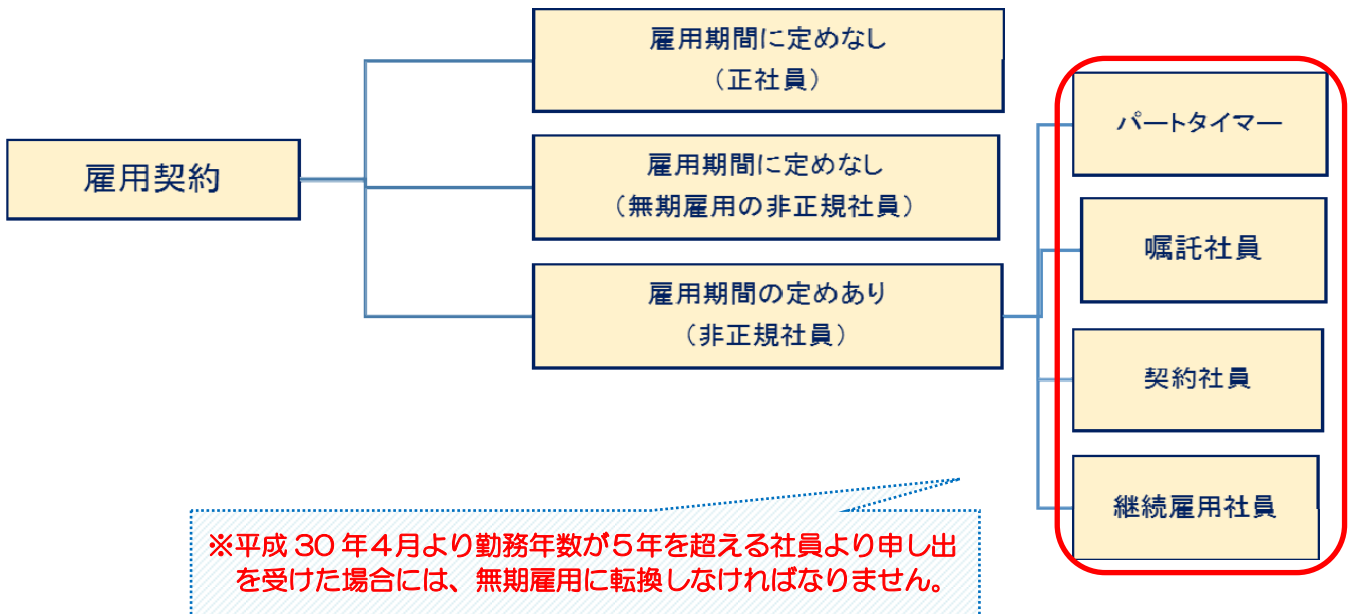 雇用契約
雇用期間に定めなし
（正社員）
雇用期間に定めなし
（無期雇用の非正規社員）
雇用期間の定めあり
（非正規社員）
パートタイマー
嘱託社員
契約社員
継続雇用社員
※平成30年４月より勤務年数が５年を超える社員より申し出
を受けた場合には、無期雇用に転換しなければなりません。